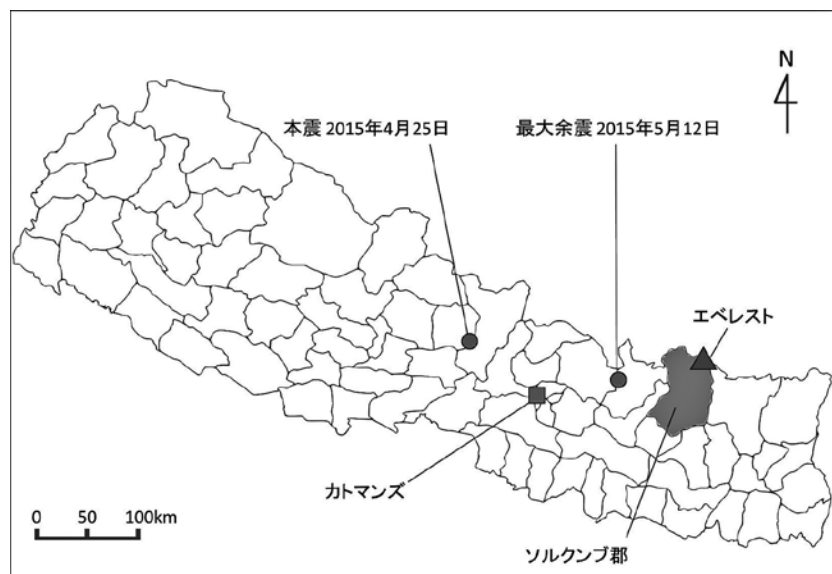 N
本震 2015年4月25日
最大余震 2015年5月12日
エベレスト
カトマンズ
0 50 100km
ソルクンブ郡